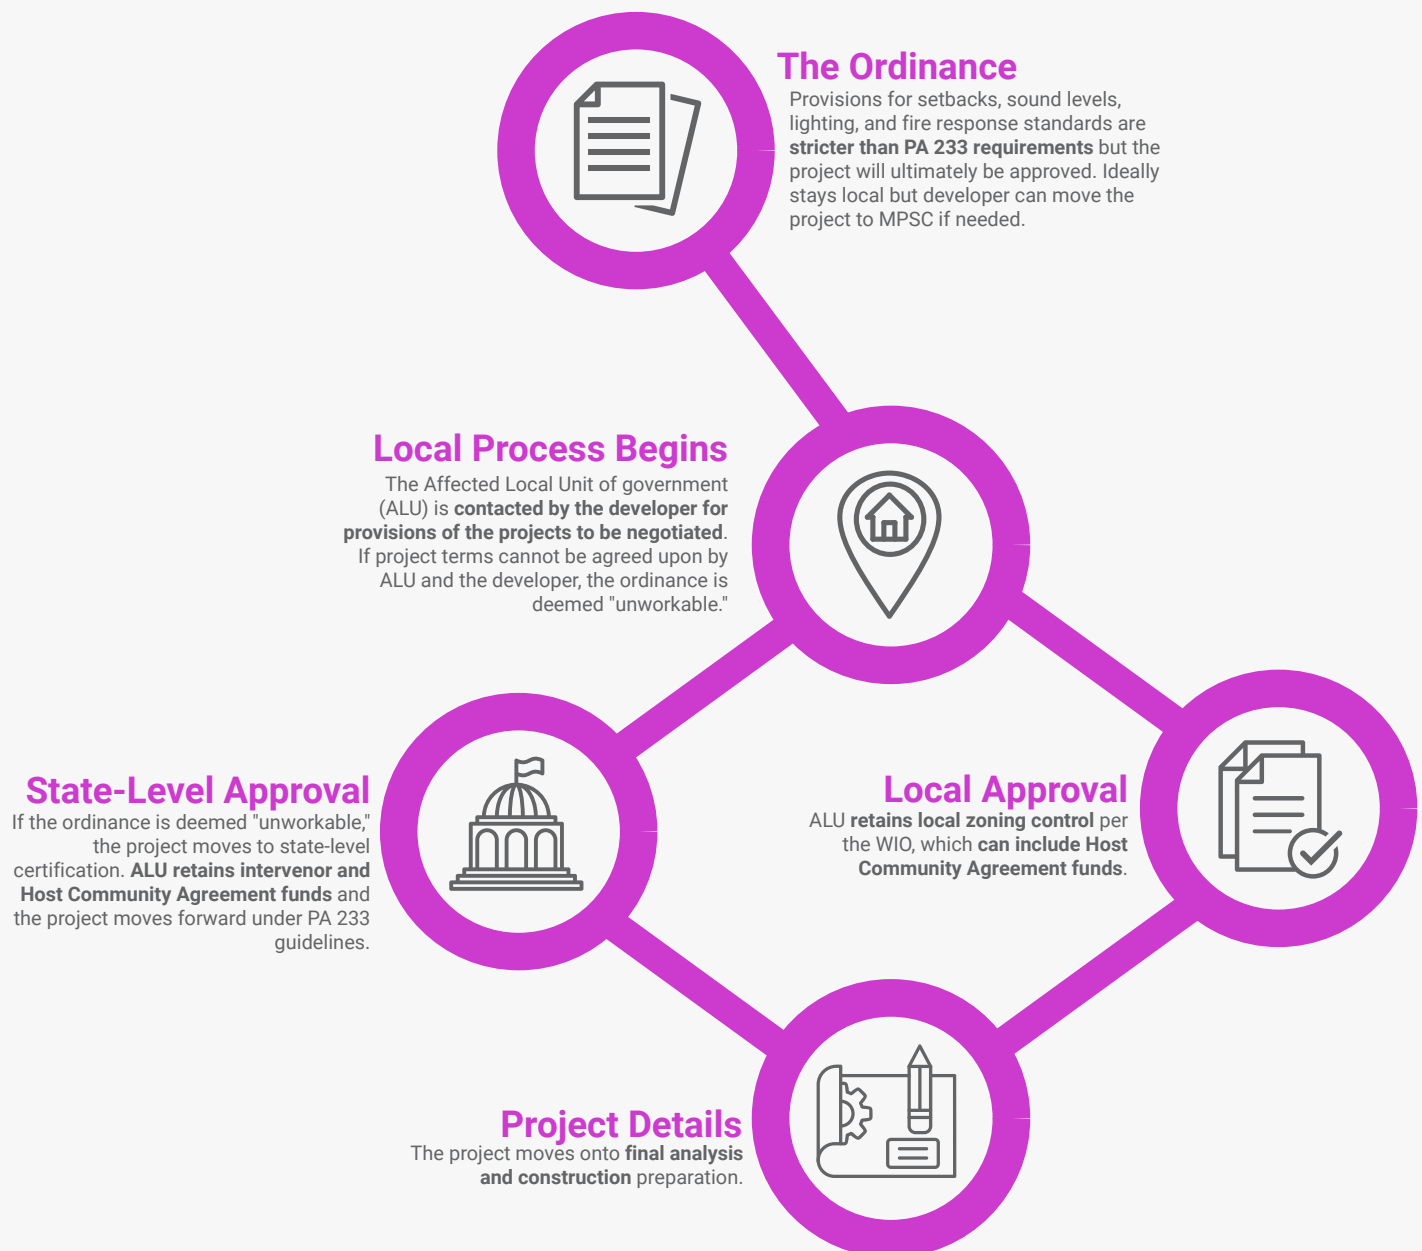 The Ordinance
Provisions for setbacks, sound levels,
lighting, and fire response standards are
stricter than PA 233 requirements but the
project will ultimately be approved. Ideally
stays local but developer can move the
project to MPSC if needed.
Local Process Begins
The Affected Local Unit of government
(ALU) is contacted by the developer for
provisions of the projects to be negotiated.
If project terms cannot be agreed upon by
ALU and the developer, the ordinance is
deemed "unworkable."
State-Level Approval
If the ordinance is deemed "unworkable,"
the project moves to state-level
certification. ALU retains intervenor and
Host Community Agreement funds and
the project moves forward under PA 233
guidelines.
Local Approval
ALU retains local zoning control per
the WIO, which can include Host
Community Agreement funds.
Project Details
The project moves onto final analysis
and construction preparation.